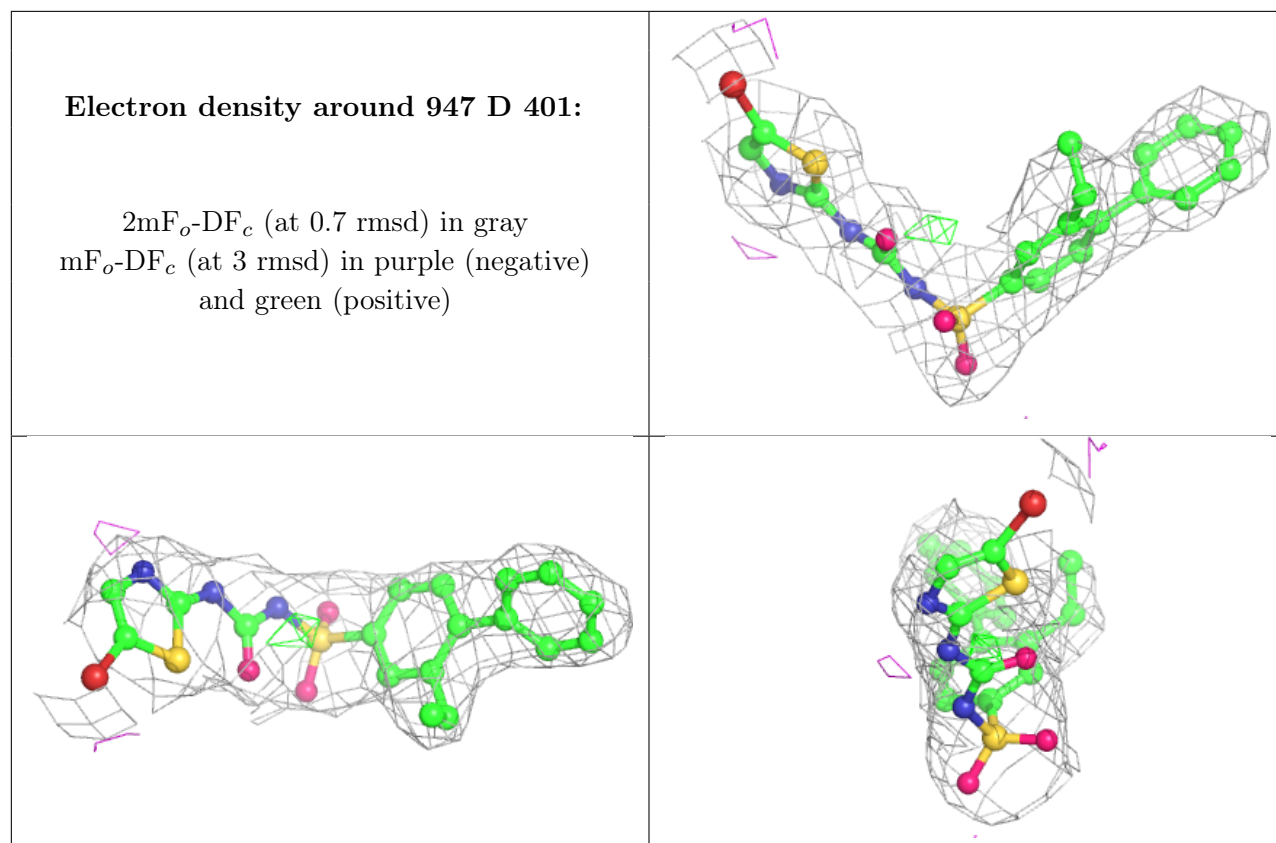 Electron density around 947 D 401:
2mFₒ-DF𝒸 (at 0.7 rmsd) in gray
mFₒ-DF𝒸 (at 3 rmsd) in purple (negative)
and green (positive)